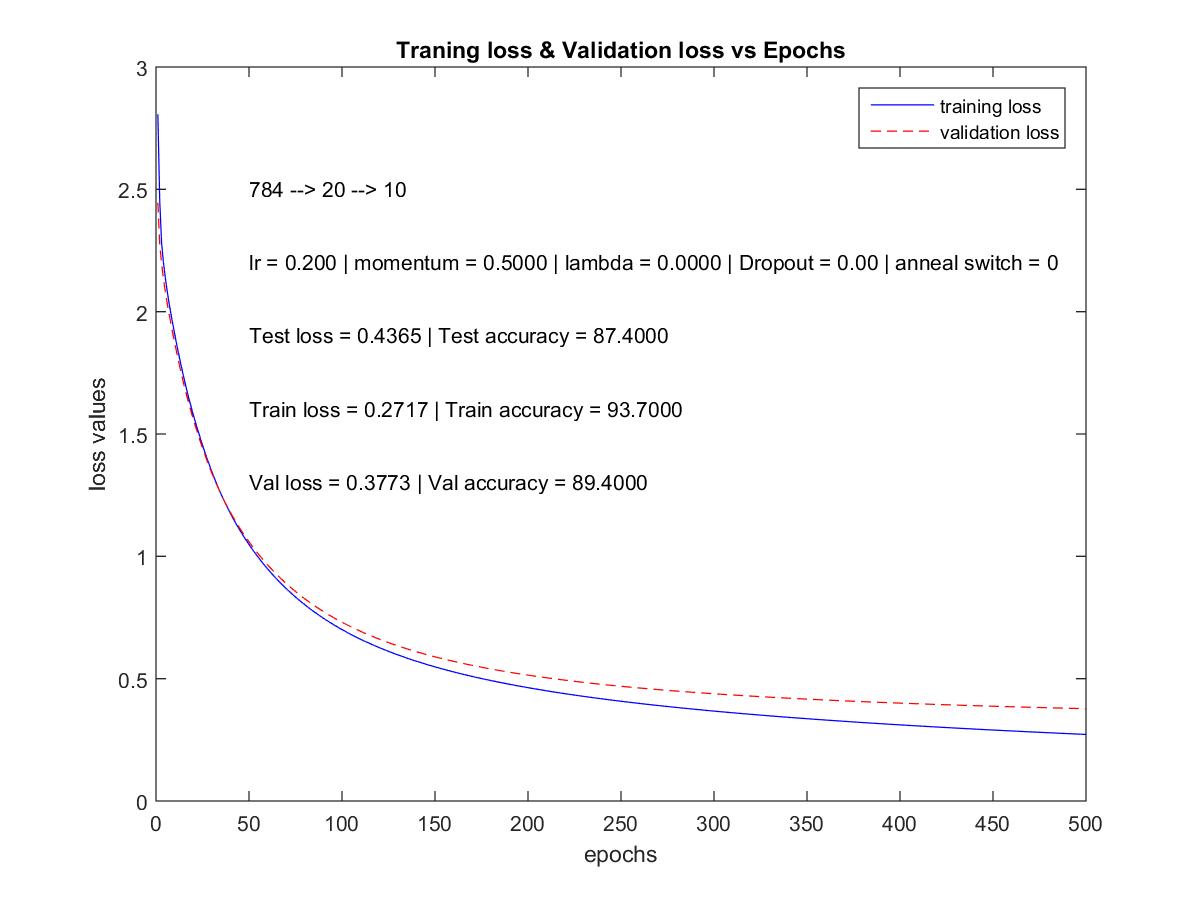 Traning loss & Validation loss vs Epochs
training loss
validation loss
784 --> 20 --> 10
lr = 0.200 | momentum = 0.5000 | lambda = 0.0000 | Dropout = 0.00 | anneal switch = 0
Test loss = 0.4365 | Test accuracy = 87.4000
Train loss = 0.2717 | Train accuracy = 93.7000
Val loss = 0.3773 | Val accuracy = 89.4000
loss values
3
2.5
2
1.5
1
0.5
0
0 50 100 150 200 250 300 350 400 450 500
epochs